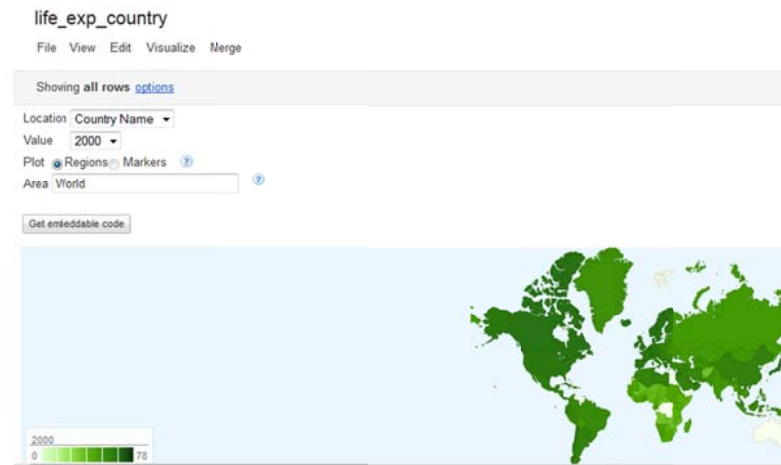 life_exp_country
File View Edit Visualize Merge
Showing all rows options
Location Country Name
Value 2000
Plot Regions Markers ?
Area World ?
Get embeddable code
2000
0 78